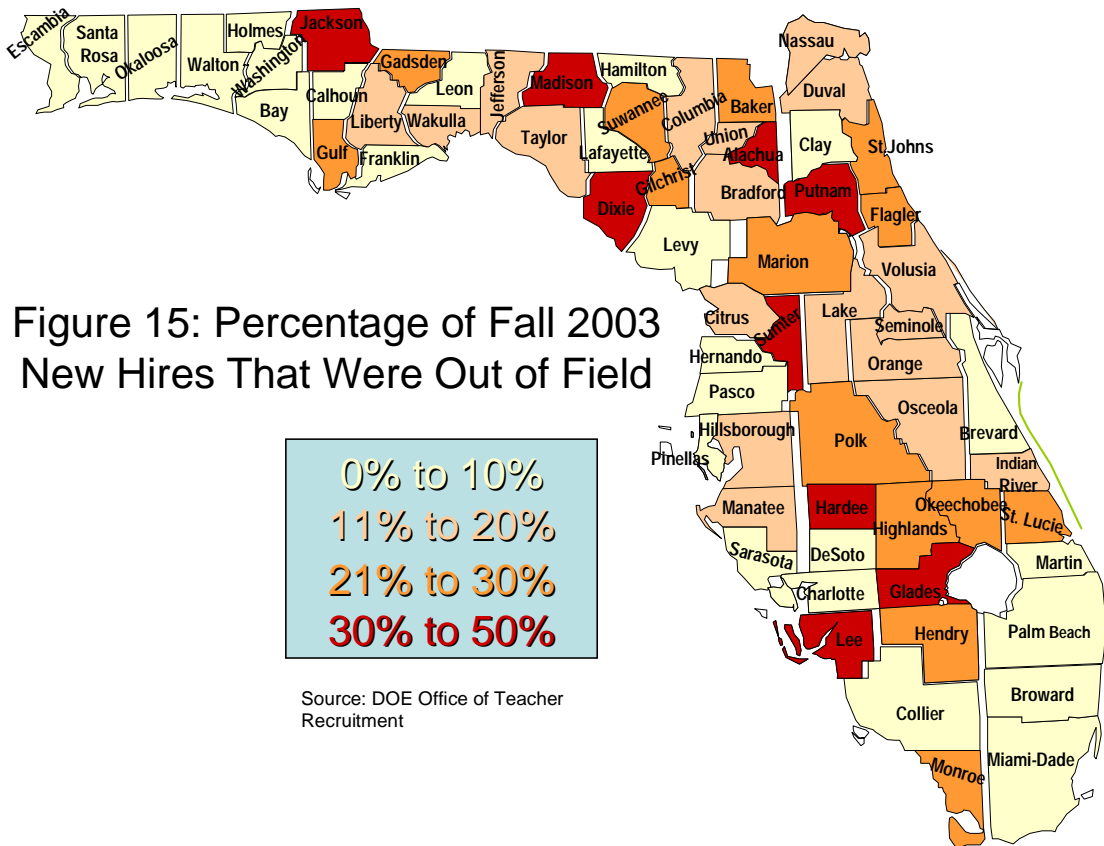 Escambia
Santa
Rosa
Okaloosa
Walton
Holmes
Washington
Jackson
Bay
Calhoun
Gulf
Gadsden
Liberty
Franklin
Leon
Wakulla
Jefferson
Madison
Taylor
Hamilton
Suwannee
Lafayette
Dixie
Gilchrist
Columbia
Baker
Union
Alachua
Bradford
Nassau
Duval
Clay
St.Johns
Putnam
Flagler
Levy
Marion
Volusia
Citrus
Sumter
Lake
Seminole
Orange
Hernando
Pasco
Osceola
Brevard
Hillsborough
Pinellas
Polk
Indian
River
Manatee
Hardee
Highlands
Okeechobee
St. Lucie
Sarasota
DeSoto
Martin
Charlotte
Glades
Lee
Hendry
Palm Beach
Collier
Broward
Monroe
Miami-Dade
Figure 15: Percentage of Fall 2003
New Hires That Were Out of Field
0% to 10%
11% to 20%
21% to 30%
30% to 50%
Source: DOE Office of Teacher
Recruitment